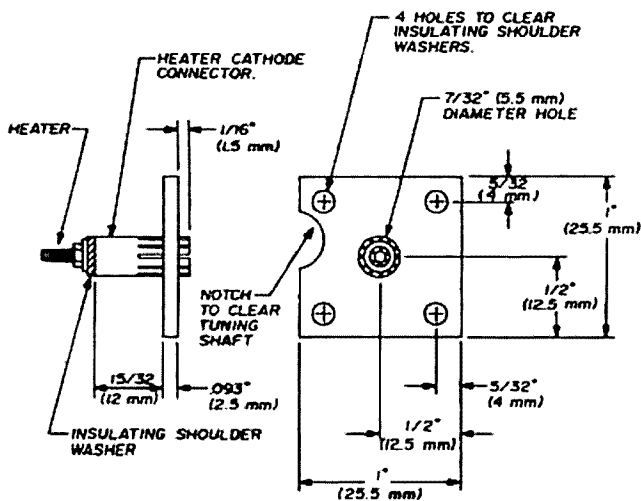 4 HOLES TO CLEAR
INSULATING SHOULDER
WASHERS.
HEATER CATHODE
CONNECTOR.
7/32" (5.5 mm)
DIAMETER HOLE
HEATER
1/16"
(1.5 mm)
5/32
(4 mm)
1"
(25.5 mm)
1/2"
(12.5 mm)
NOTCH
TO CLEAR
TUNING
SHAFT
15/32
(12 mm)
.093"
(2.5 mm)
5/32"
(4 mm)
1/2"
(12.5 mm)
INSULATING SHOULDER
WASHER
1"
(25.5 mm)